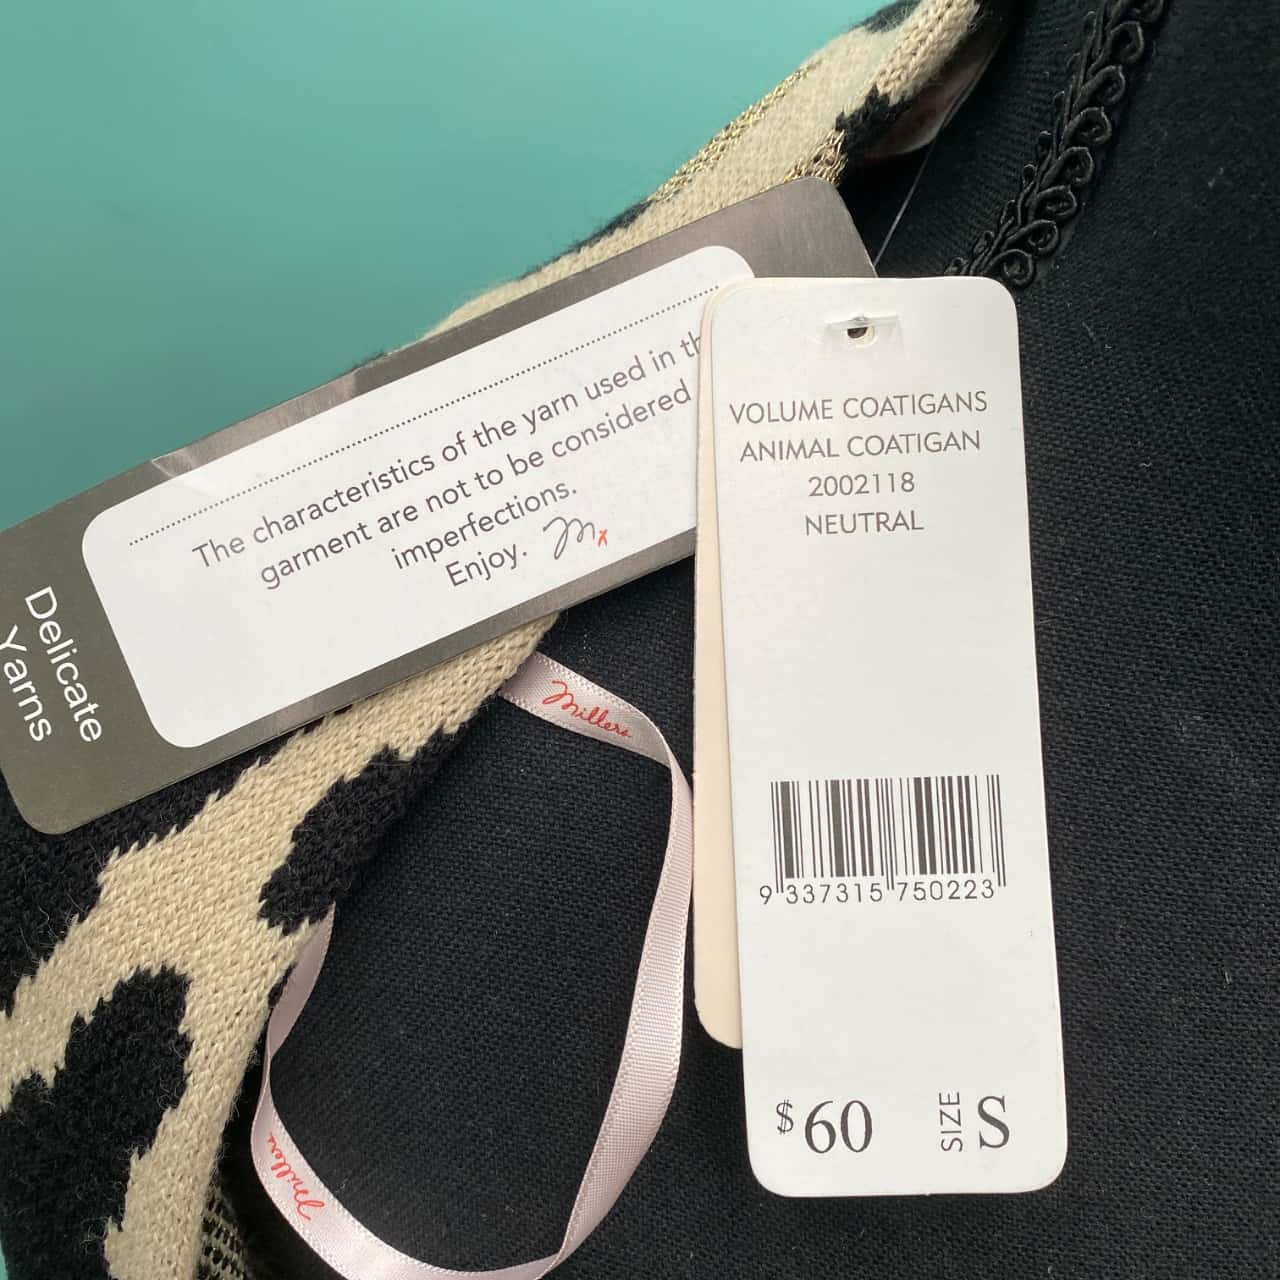 VOLUME COATIGANS
ANIMAL COATIGAN
2002118
NEUTRAL
9 337315 750223
$60
SIZE S
Delicate
Yarns
The characteristics of the yarn used in th
garment are not to be considered
imperfections.
Enjoy. Mx
Millers
Millers